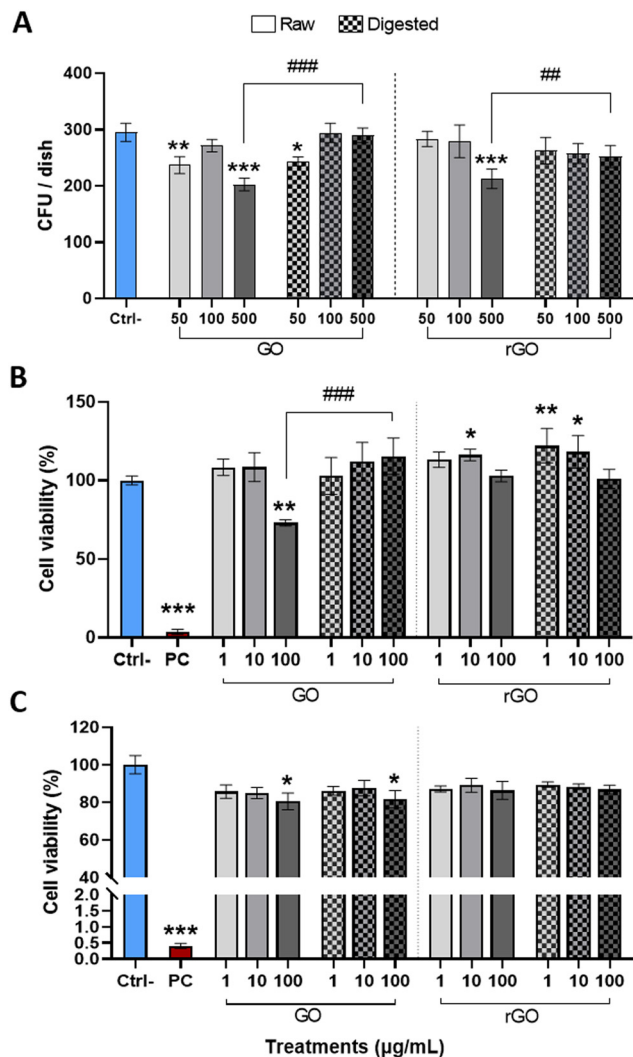 A
Raw Digested
CFU / dish
400
300
200
100
0
###
##
**
***
*
***
Ctrl- 50 100 500 50 100 500 50 100 500 50 100 500
GO rGO
B
Cell viability (%)
150
100
50
0
###
***
**
*
**
*
Ctrl- PC 1 10 100 1 10 100 1 10 100 1 10 100
GO rGO
C
Cell viability (%)
120
100
80
60
40
2.0
1.5
1.0
0.5
0.0
***
*
*
Ctrl- PC 1 10 100 1 10 100 1 10 100 1 10 100
GO rGO
Treatments (µg/mL)